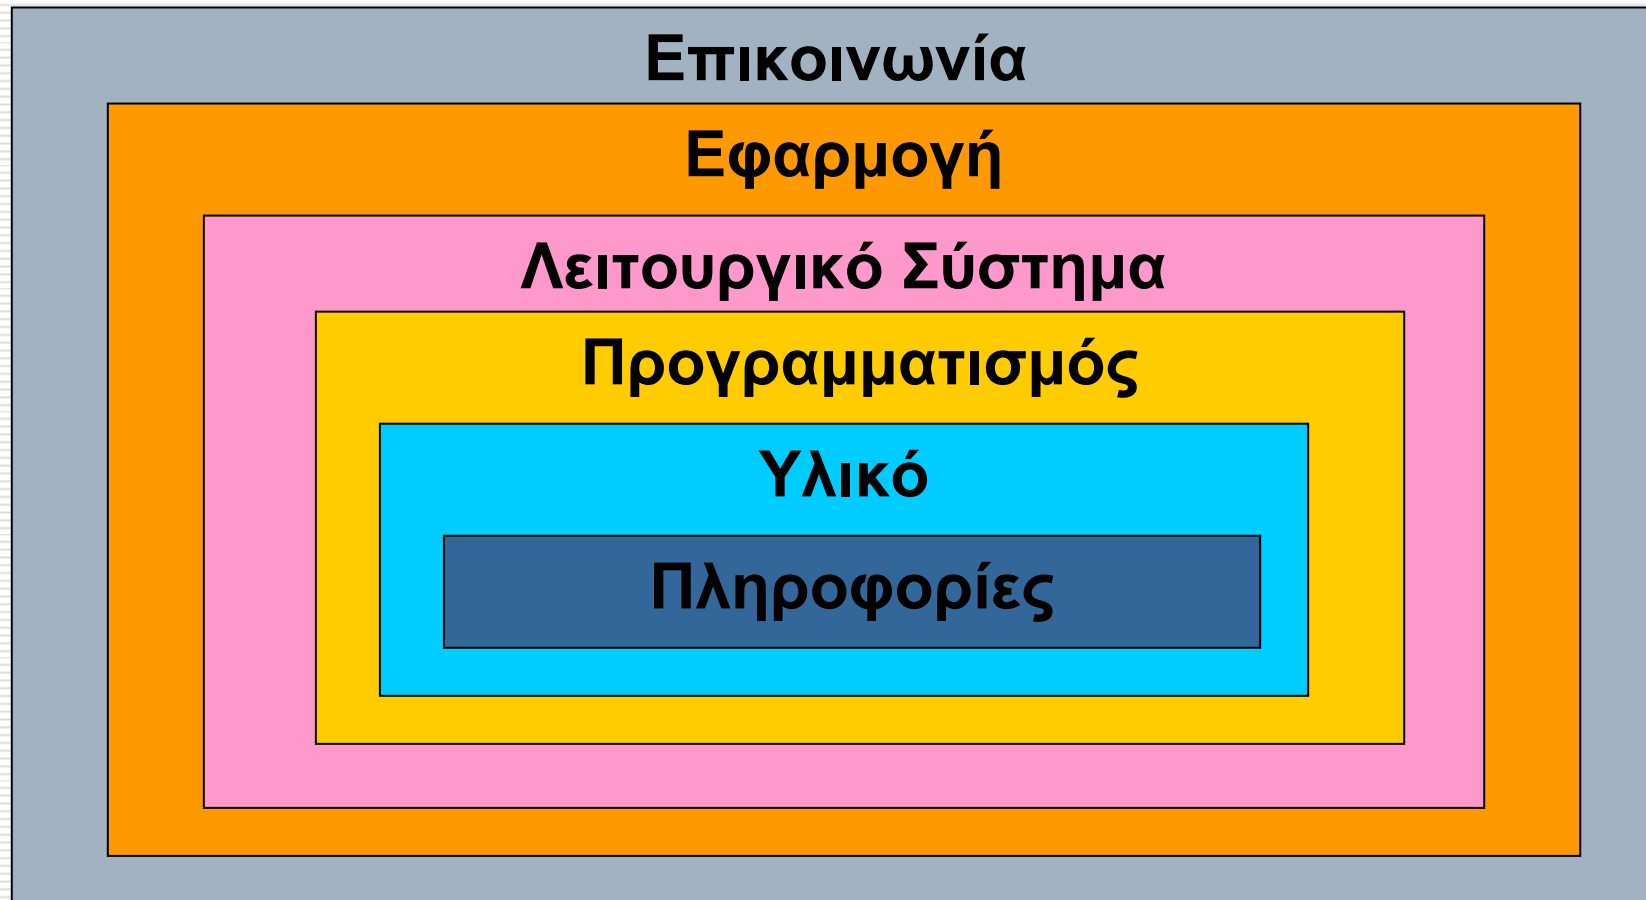 Επικοινωνία
Εφαρμογή
Λειτουργικό Σύστημα
Προγραμματισμός
Υλικό
Πληροφορίες